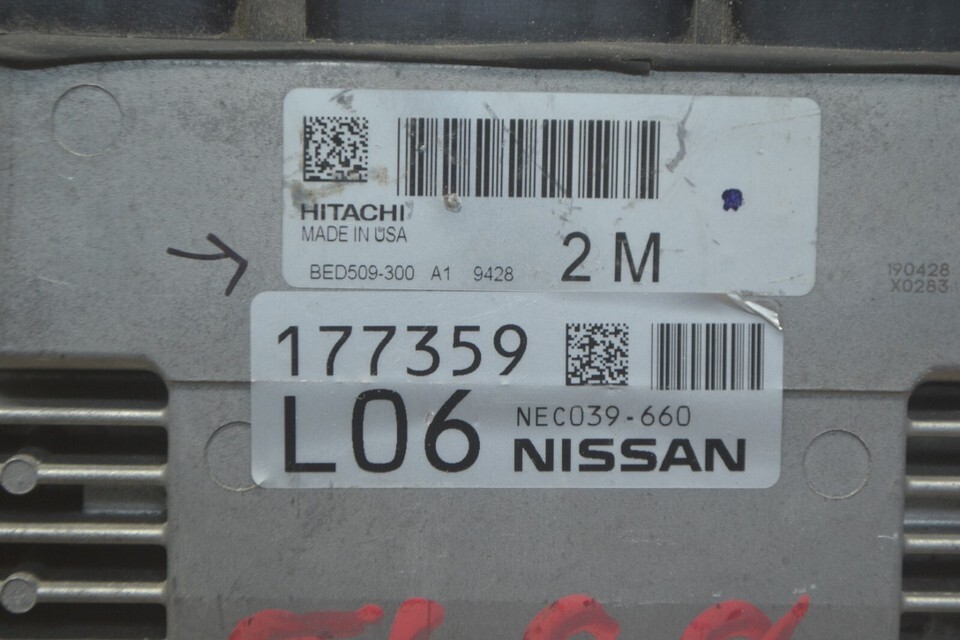 HITACHI
MADE IN USA
BED509-300 A1 9428 2 M
190428
X0283
177359
L06 NEC039-660
NISSAN